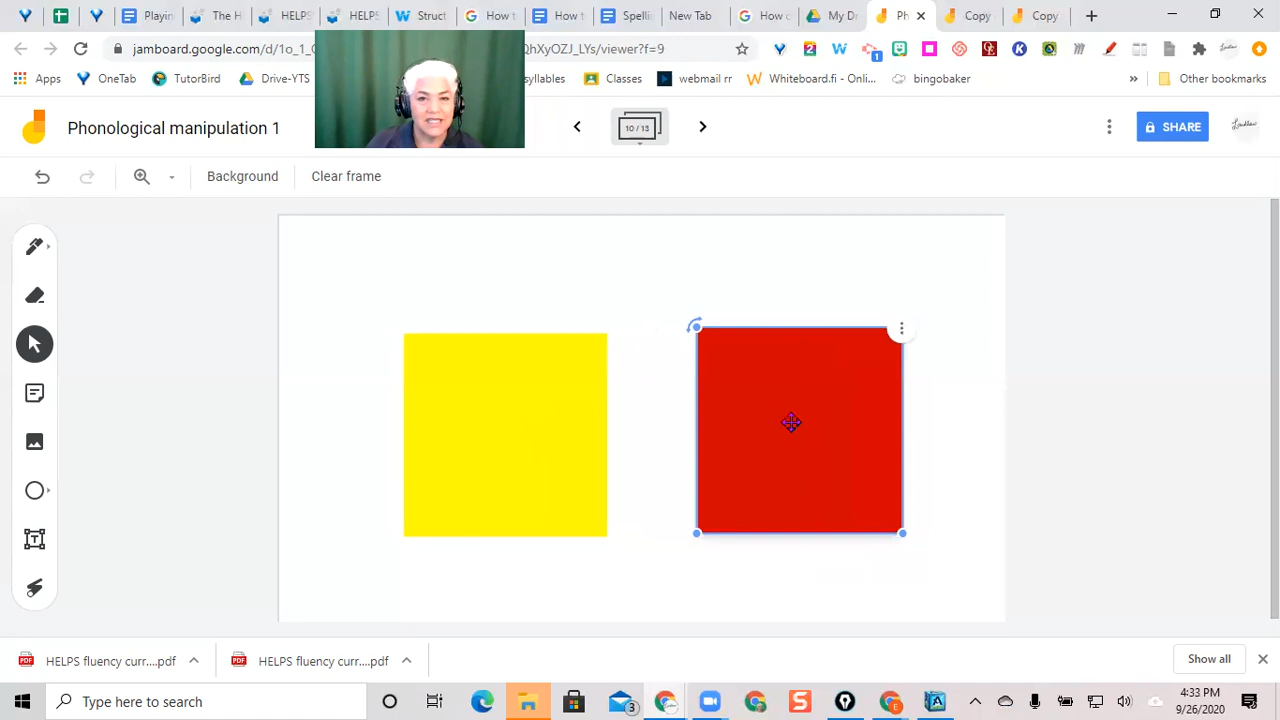 Playin
The H
HELPS
HELPS
Struct
How t
How t
Spellin
New Tab
how c
My Dr
Ph
Copy
Copy
jamboard.google.com/d/1o_1_
QhXyOZJ_LYs/viewer?f=9
Apps
OneTab
TutorBird
Drive-YTS
syllables
Classes
webmail rr
Whiteboard.fi - Onli...
bingobaker
Other bookmarks
Phonological manipulation 1
10 / 13
SHARE
Background
Clear frame
HELPS fluency curr....pdf
HELPS fluency curr....pdf
Show all
Type here to search
3
4:33 PM
9/26/2020